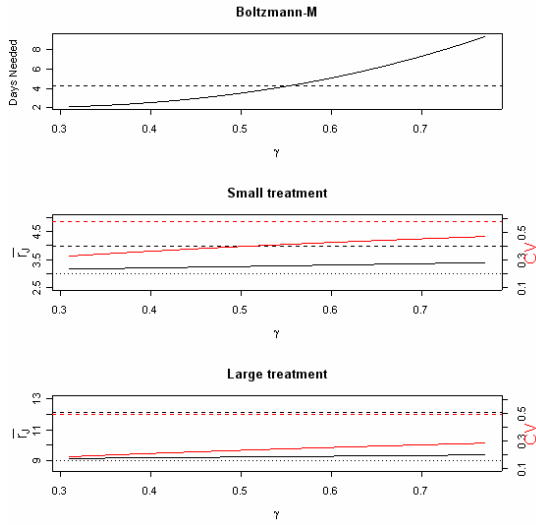 Boltzmann-M
Days Needed
2 4 6 8
0.3 0.4 0.5 0.6 0.7
γ
Small treatment
r̄J
2.5 3.5 4.5
0.1 0.3 0.5
CV
0.3 0.4 0.5 0.6 0.7
γ
Large treatment
r̄J
9 11 13
0.1 0.3 0.5
CV
0.3 0.4 0.5 0.6 0.7
γ